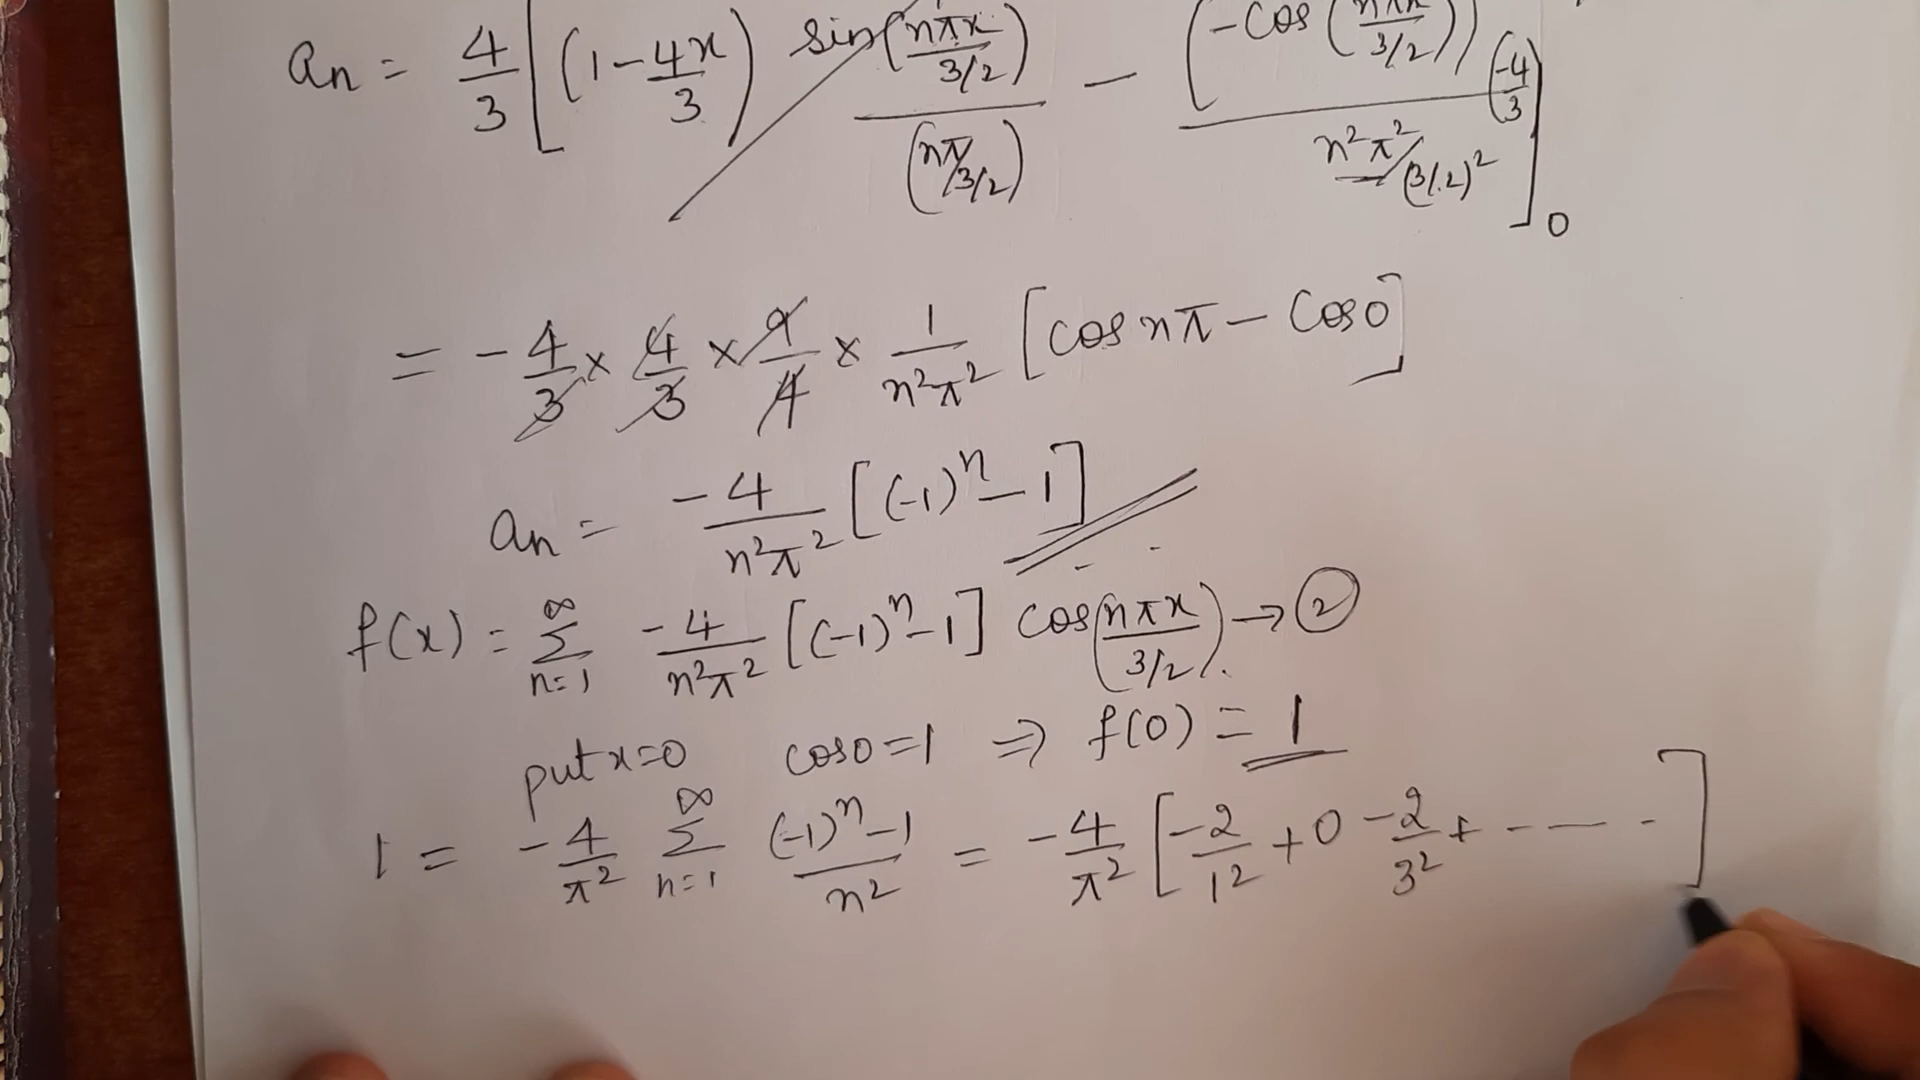 an = 4/3 [ (1 - 4x/3) sin(nπx/3/2) / (nπ/3/2) - (-cos(nπx/3/2)) (-4/3) / n²π²/(3/2)² ]₀
= - 4/3 × 4/3 × 9/4 × 1/n²π² [cos nπ - Cos 0]
an = -4/n²π² [(-1)ⁿ - 1]
f(x) = ∞ Σ n=1 -4/n²π² [(-1)ⁿ - 1] cos(nπx/3/2) → ②
put x=0 cos0=1 ⇒ f(0) = 1
1 = -4/π² ∞ Σ n=1 (-1)ⁿ-1/n² = -4/π² [-2/1² + 0 -2/3² + - - - - ]